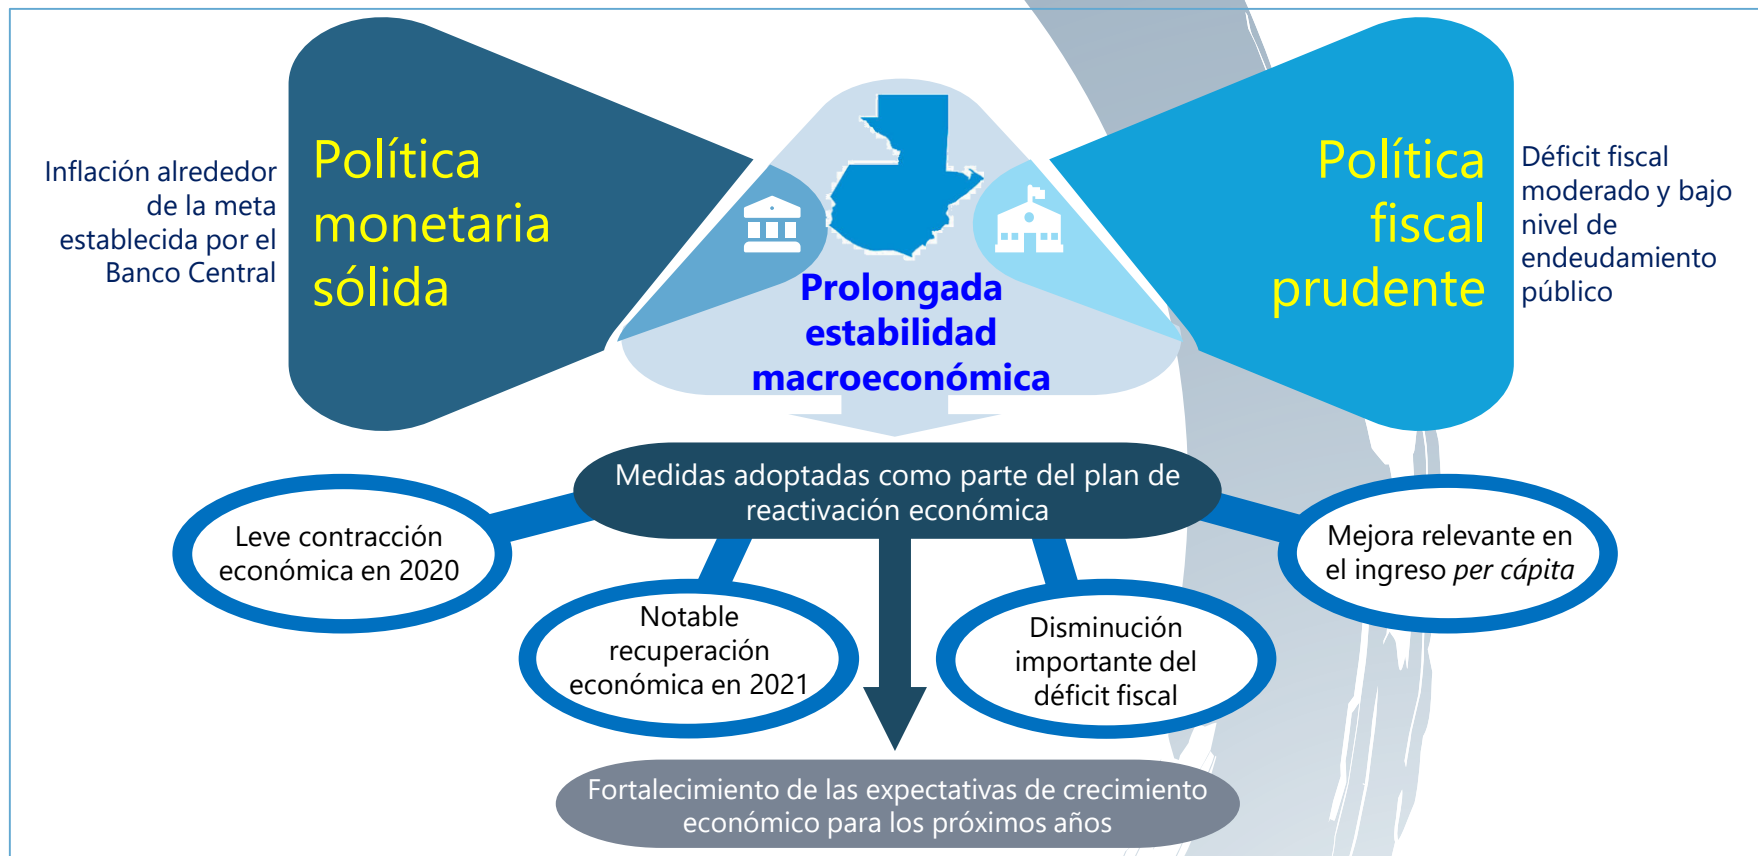 Inflación alrededor
de la meta
establecida por el
Banco Central
Política
monetaria
sólida
Prolongada
estabilidad
macroeconómica
Política
fiscal
prudente
Déficit fiscal
moderado y bajo
nivel de
endeudamiento
público
Medidas adoptadas como parte del plan de
reactivación económica
Leve contracción
económica en 2020
Notable
recuperación
económica en 2021
Disminución
importante del
déficit fiscal
Mejora relevante en
el ingreso per cápita
Fortalecimiento de las expectativas de crecimiento
económico para los próximos años